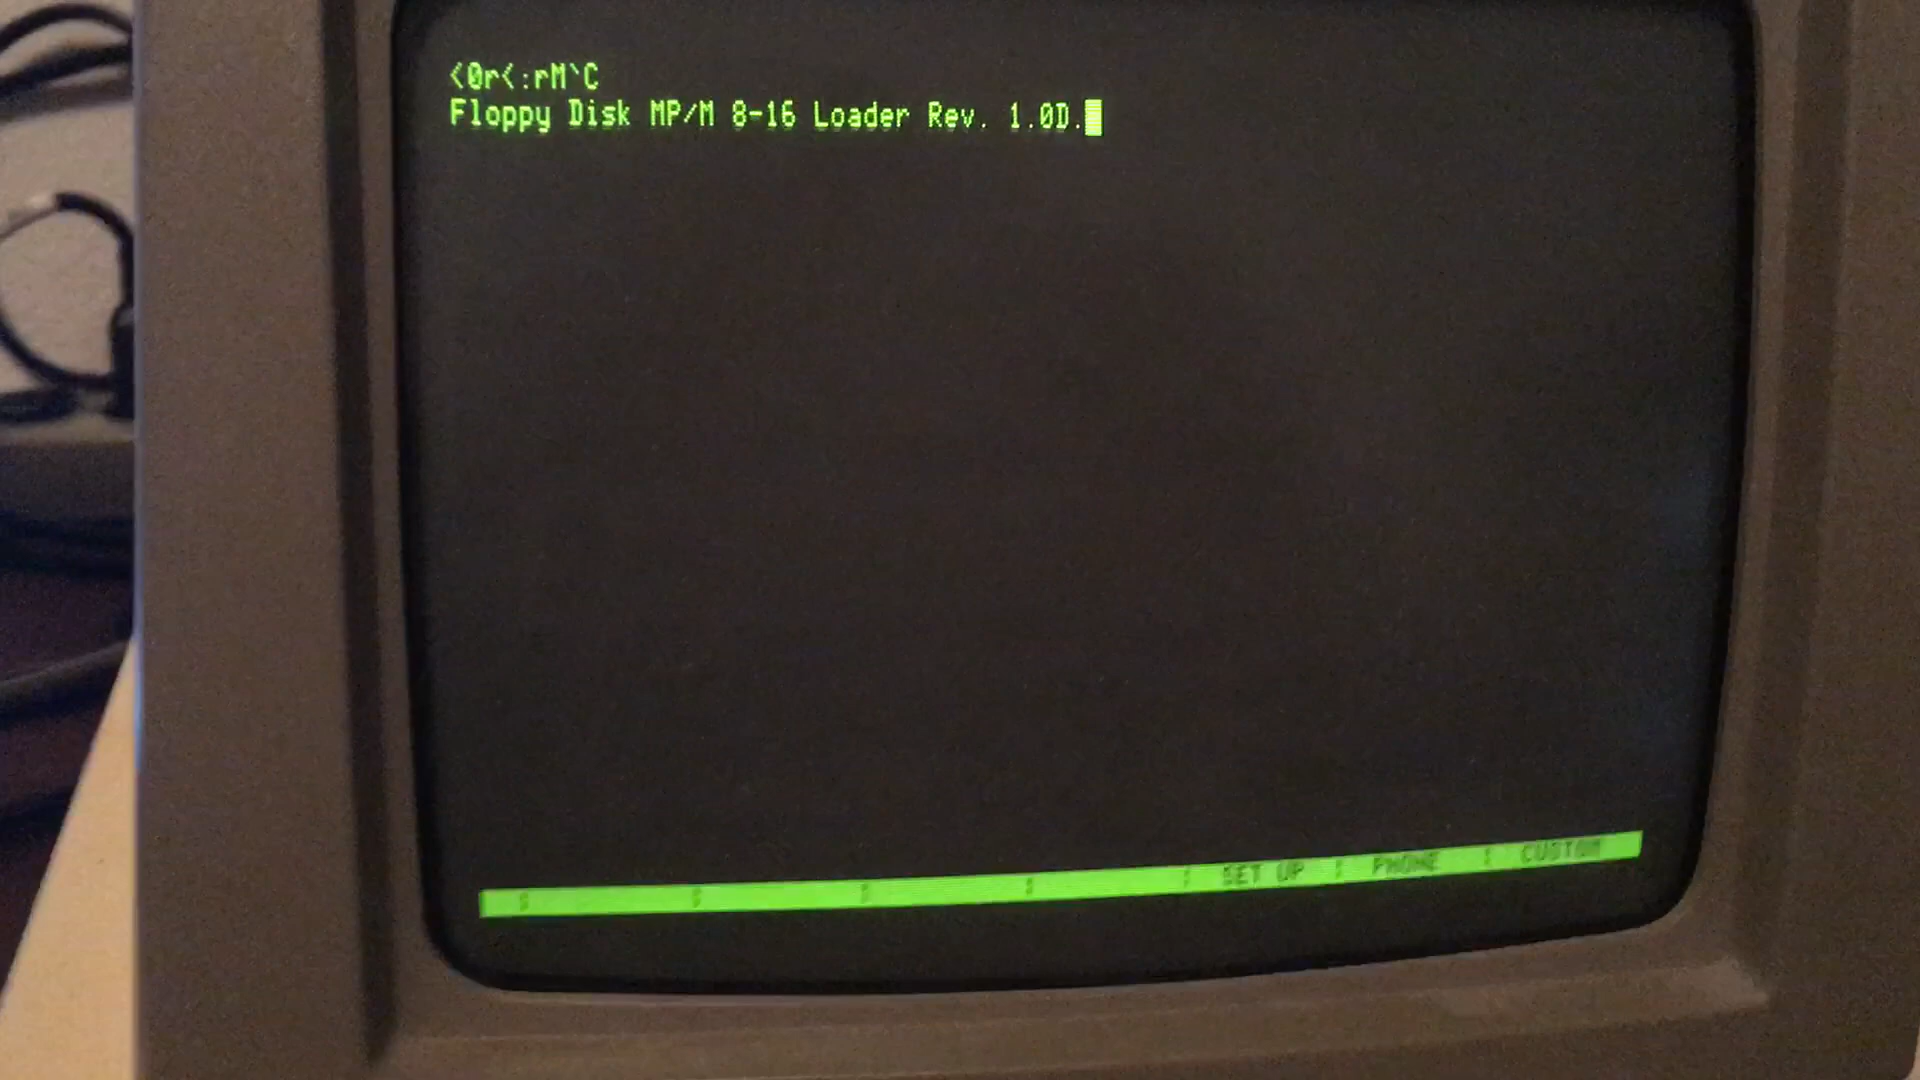 <0r<:rM`C
Floppy Disk MP/M 8-16 Loader Rev. 1.0D.
SET UP PHONE CUSTOM